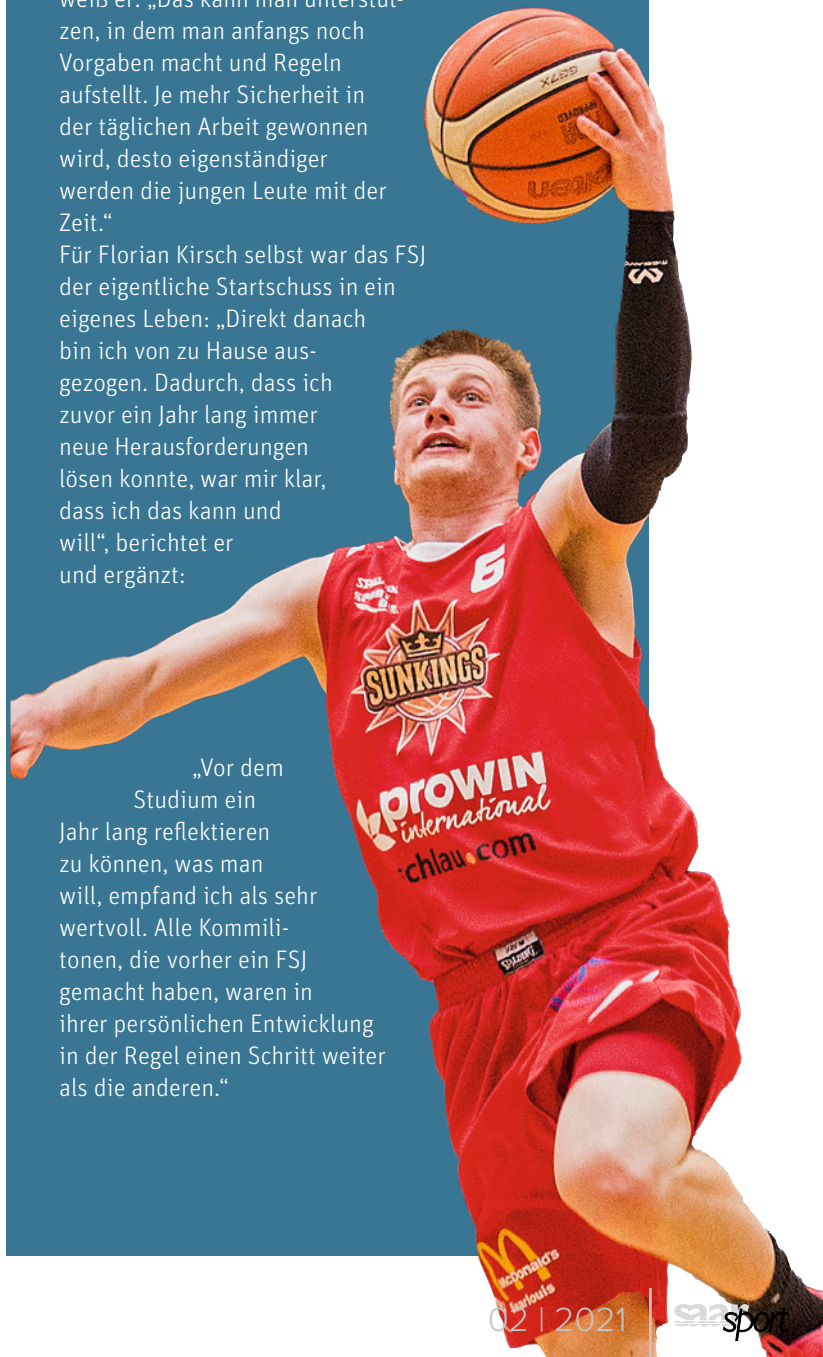 weiß er. „Das kann man unterstüt-
zen, in dem man anfangs noch
Vorgaben macht und Regeln
aufstellt. Je mehr Sicherheit in
der täglichen Arbeit gewonnen
wird, desto eigenständiger
werden die jungen Leute mit der
Zeit.“
Für Florian Kirsch selbst war das FSJ
der eigentliche Startschuss in ein
eigenes Leben: „Direkt danach
bin ich von zu Hause aus-
gezogen. Dadurch, dass ich
zuvor ein Jahr lang immer
neue Herausforderungen
lösen konnte, war mir klar,
dass ich das kann und
will“, berichtet er
und ergänzt:
„Vor dem
Studium ein
Jahr lang reflektieren
zu können, was man
will, empfand ich als sehr
wertvoll. Alle Kommili-
tonen, die vorher ein FSJ
gemacht haben, waren in
ihrer persönlichen Entwicklung
in der Regel einen Schritt weiter
als die anderen.“
GG7X
APPROVED
molten
6
SUNKINGS
proWIN
international
chlau.com
McDonald's
Saarlouis
02 | 2021
saarsport